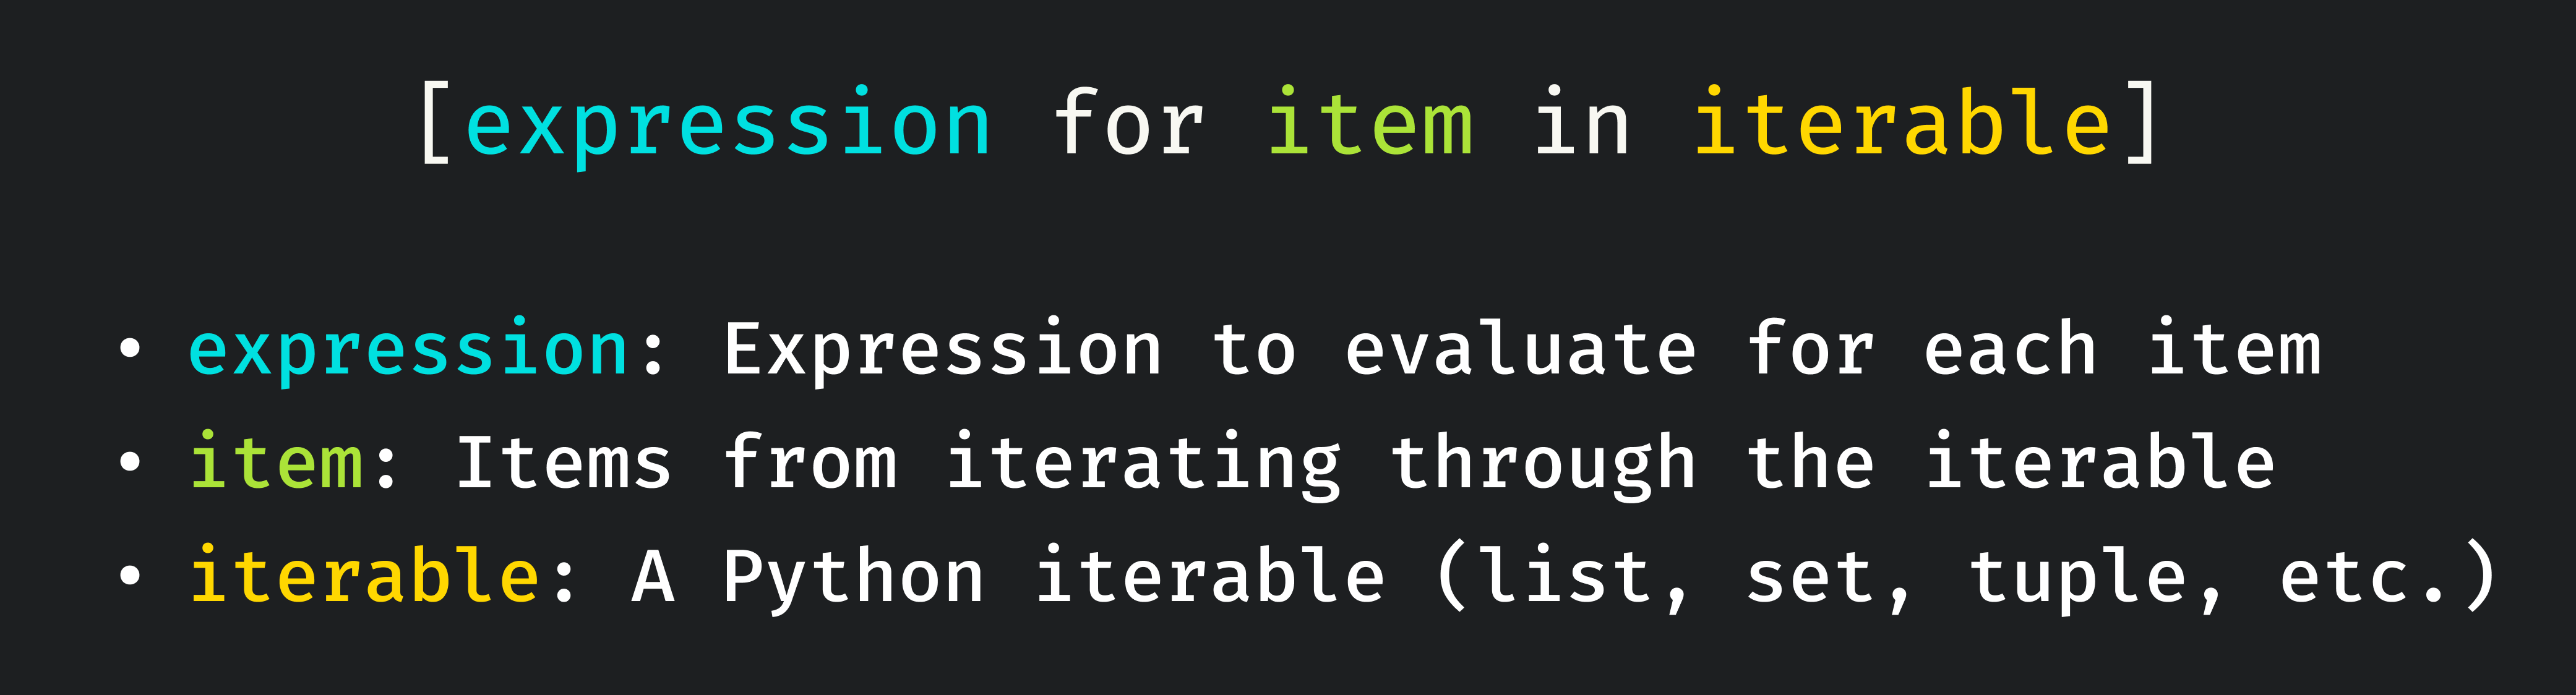 [expression for item in iterable]
• expression: Expression to evaluate for each item
• item: Items from iterating through the iterable
• iterable: A Python iterable (list, set, tuple, etc.)